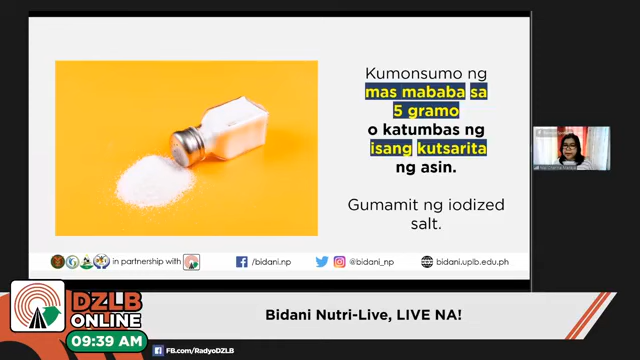 Kumonsumo ng
mas mababa sa
5 gramo
o katumbas ng
isang kutsarita
ng asin.
Gumamit ng iodized
salt.
in partnership with
/bidani.np
@bidani_np
bidani.uplb.edu.ph
DZLB
ONLINE
09:39 AM
Bidani Nutri-Live, LIVE NA!
FB.com/RadyoDZLB